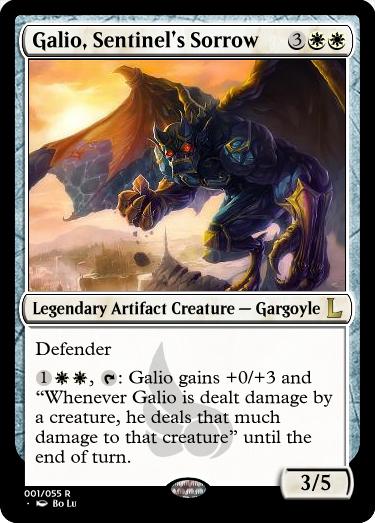 Galio, Sentinel's Sorrow 3
Legendary Artifact Creature — Gargoyle L
Defender
1, : Galio gains +0/+3 and
“Whenever Galio is dealt damage by
a creature, he deals that much
damage to that creature” until the
end of turn.
3/5
001/055 R
· Bo Lu